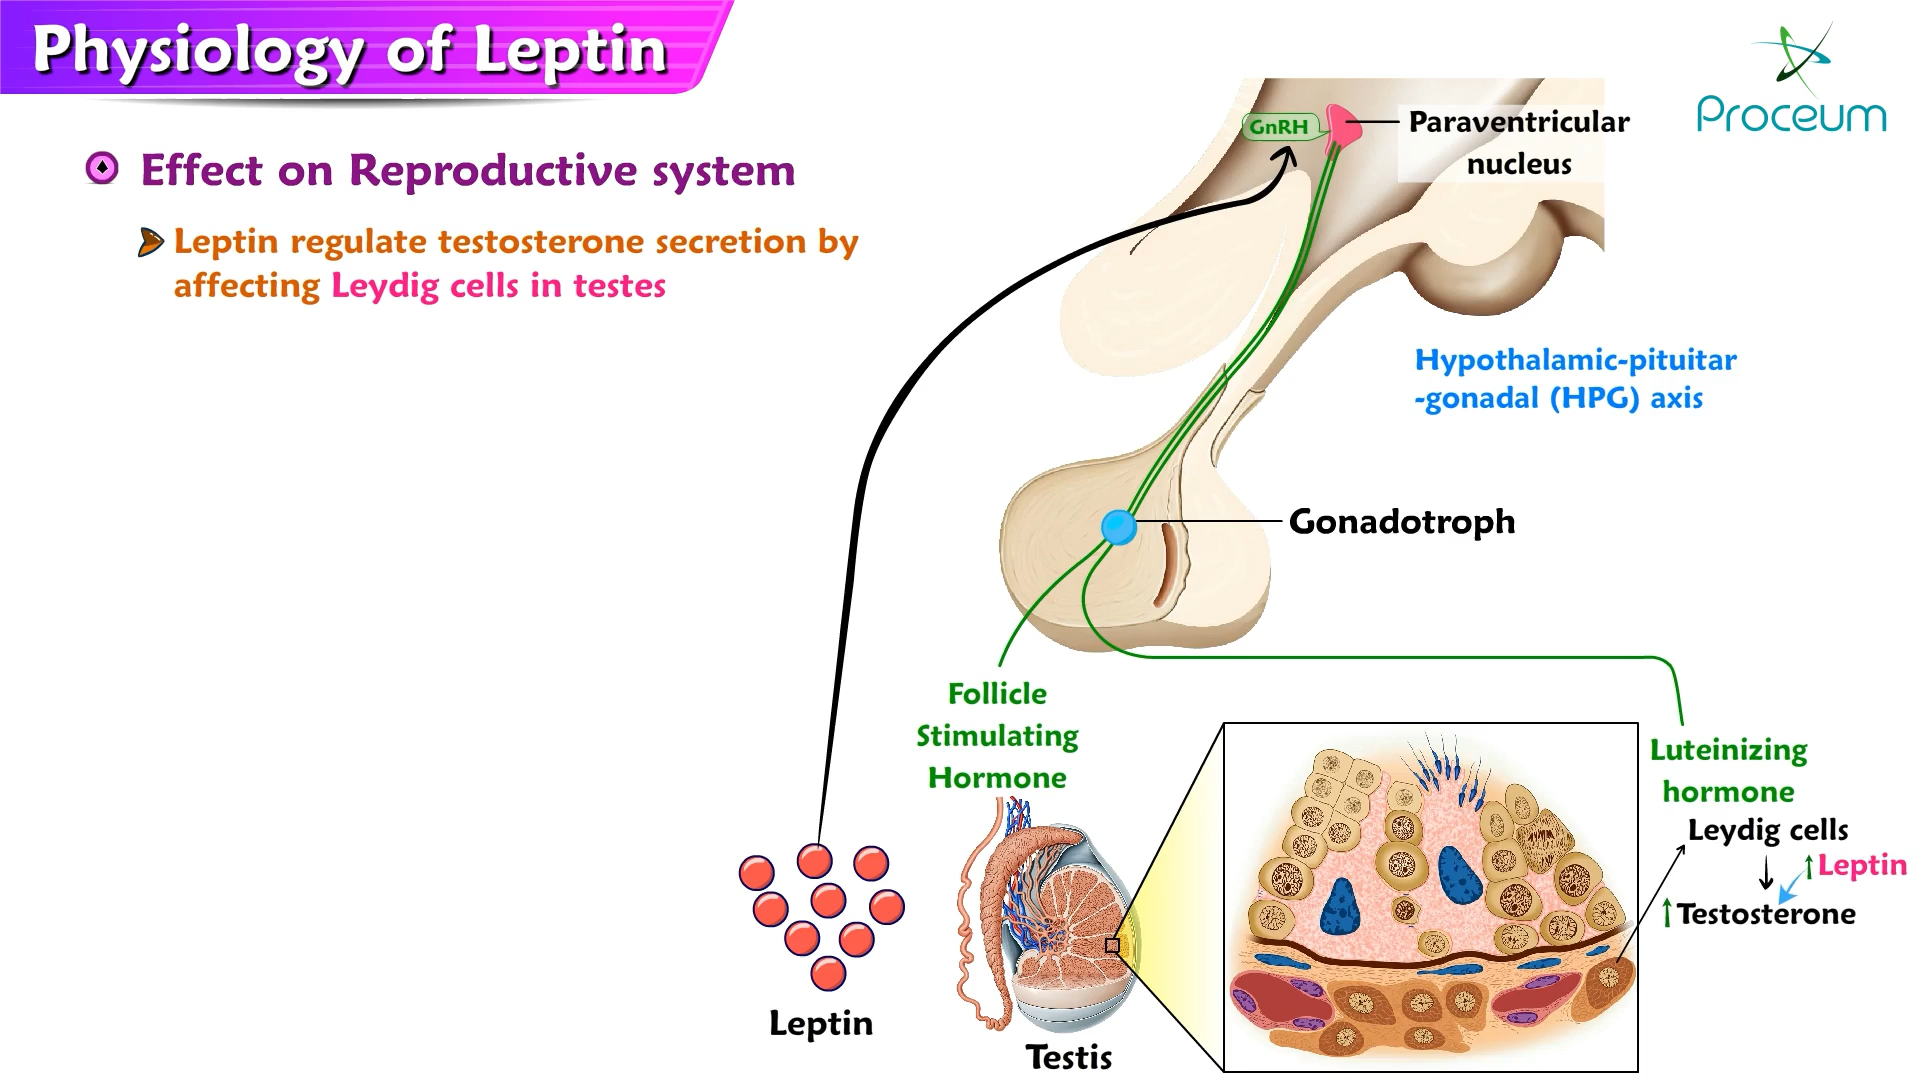 Physiology of Leptin
Proceum
Effect on Reproductive system
Leptin regulate testosterone secretion by
affecting Leydig cells in testes
GnRH
Paraventricular
nucleus
Hypothalamic-pituitar
-gonadal (HPG) axis
Gonadotroph
Follicle
Stimulating
Hormone
Luteinizing
hormone
Leydig cells
↑Leptin
↑Testosterone
Leptin
Testis